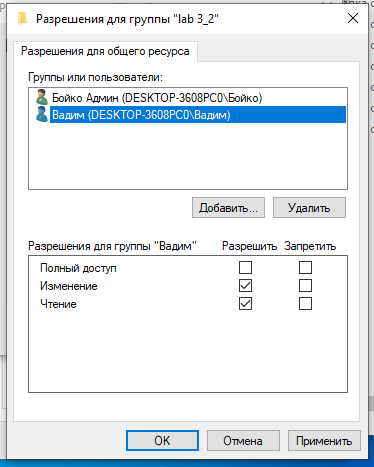 Разрешения для группы "lab 3_2"
Разрешения для общего ресурса
Группы или пользователи:
Бойко Админ (DESKTOP-3608PC0\Бойко)
Вадим (DESKTOP-3608PC0\Вадим)
Добавить... Удалить
Разрешения для группы "Вадим" Разрешить Запретить
Полный доступ
Изменение
Чтение
OK Отмена Применить